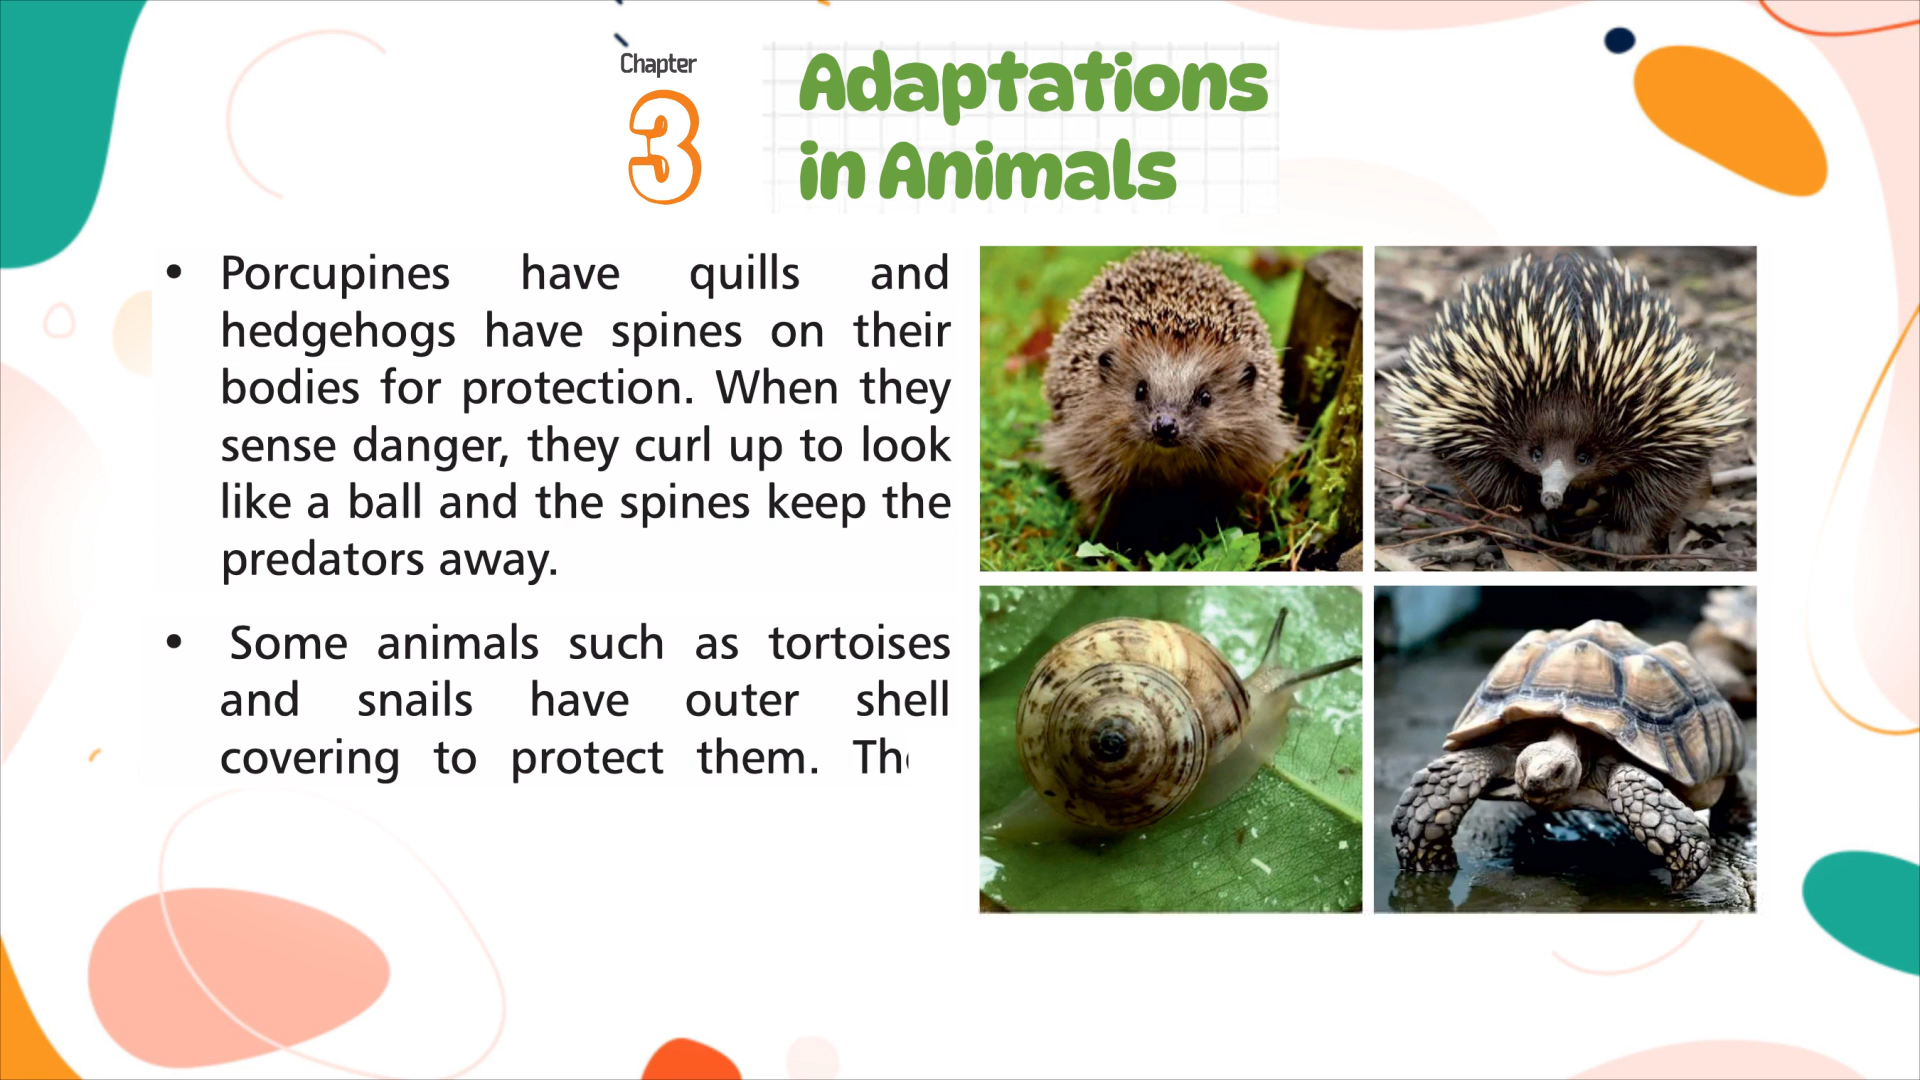 Chapter
3
Adaptations
in Animals
• Porcupines have quills and
hedgehogs have spines on their
bodies for protection. When they
sense danger, they curl up to look
like a ball and the spines keep the
predators away.
• Some animals such as tortoises
and snails have outer shell
covering to protect them.